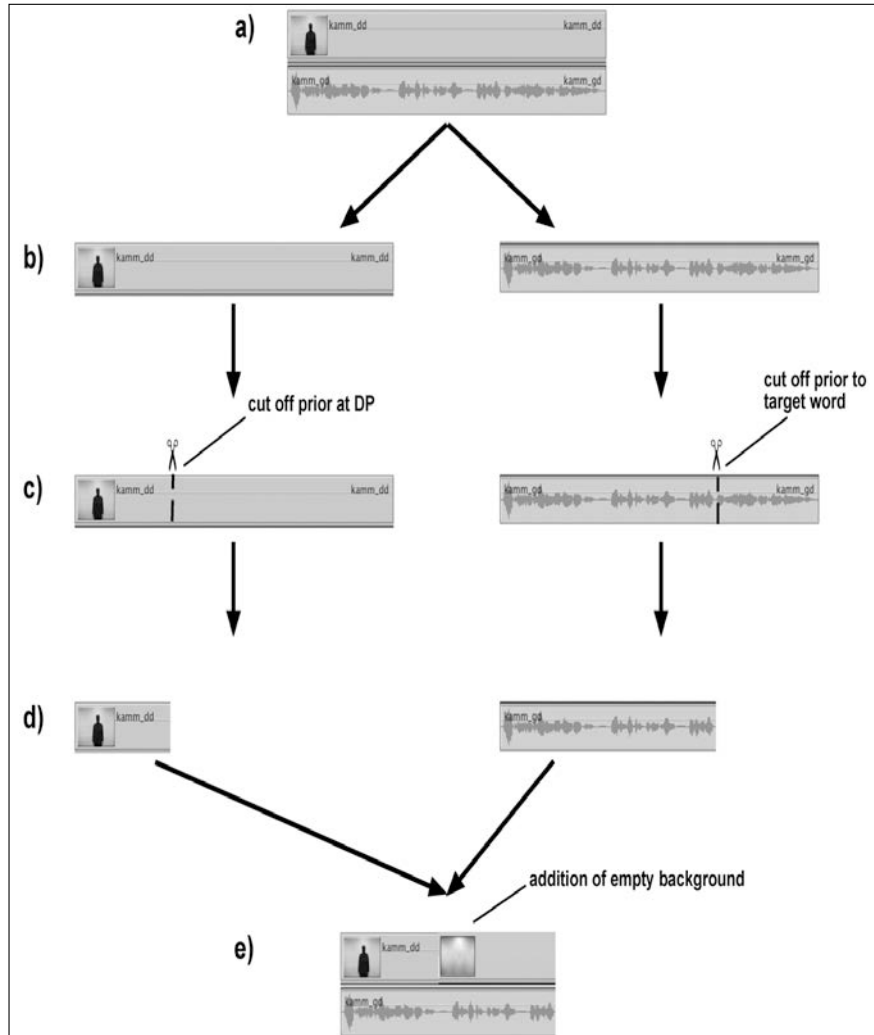 a)
kamm_dd kamm_dd
kamm_gd kamm_gd
b)
kamm_dd kamm_dd
kamm_gd kamm_gd
cut off prior at DP
cut off prior to
target word
c)
kamm_dd kamm_dd
kamm_gd kamm_gd
d)
kamm_dd
kamm_gd
addition of empty background
e)
kamm_dd
kamm_gd